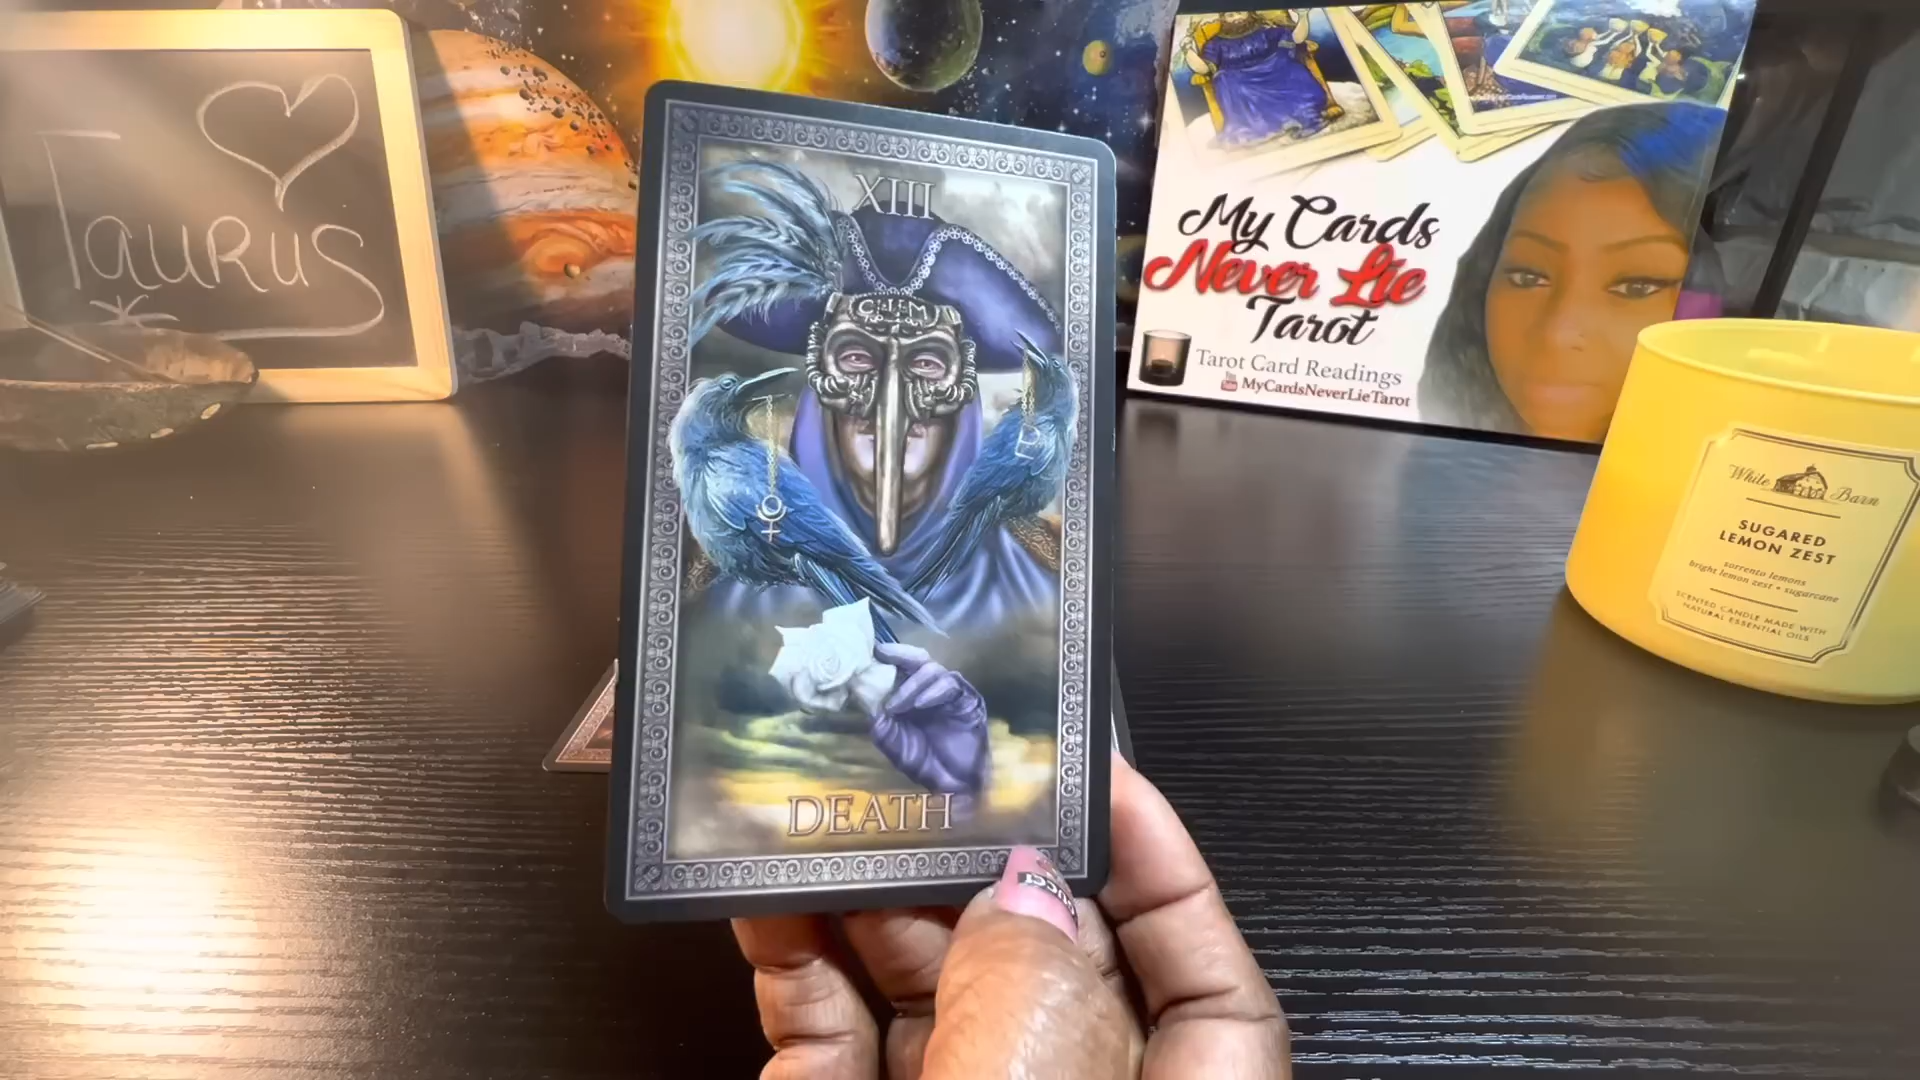 Taurus
XIII
DEATH
GUCCI
My Cards
Never Lie
Tarot
Tarot Card Readings
MyCardsNeverLieTarot
White Barn
SUGARED
LEMON ZEST
sorrento lemons
bright lemon zest • sugarcane
SCENTED CANDLE MADE WITH
NATURAL ESSENTIAL OILS